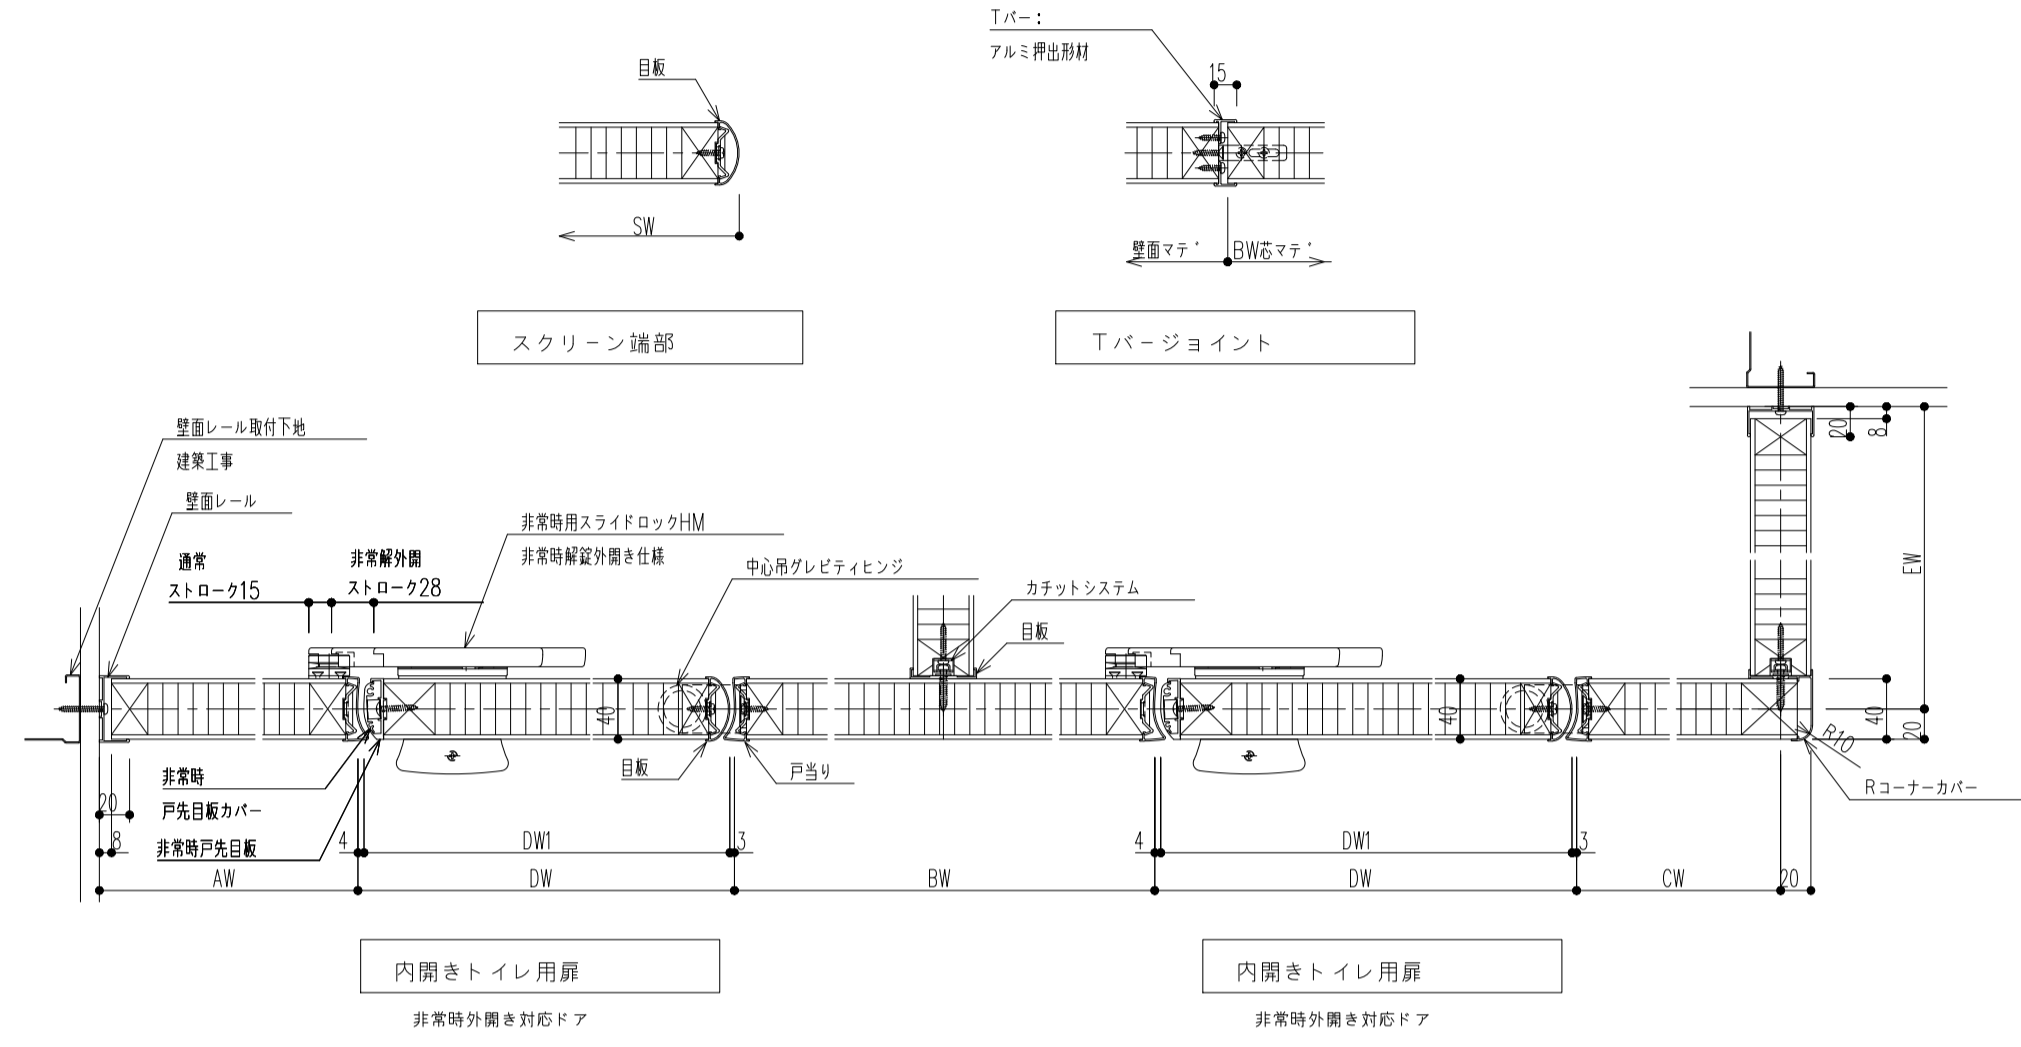 Tバー:
アルミ押出形材
目板
15
SW
壁面マデ
BW芯マデ
スクリーン端部
Tバージョイント
壁面レール取付下地
建築工事
壁面レール
通常
ストローク15
非常解外開
ストローク28
非常時用スライドロックHM
非常時解錠外開き仕様
中心吊グレビティヒンジ
カチットシステム
目板
20
8
EW
40
40
40
20
R10
Rコーナーカバー
目板
戸当り
非常時
戸先目板カバー
非常時戸先目板
20
8
4
DW1
3
4
DW1
3
AW
DW
BW
DW
CW
20
内開きトイレ用扉
非常時外開き対応ドア
内開きトイレ用扉
非常時外開き対応ドア